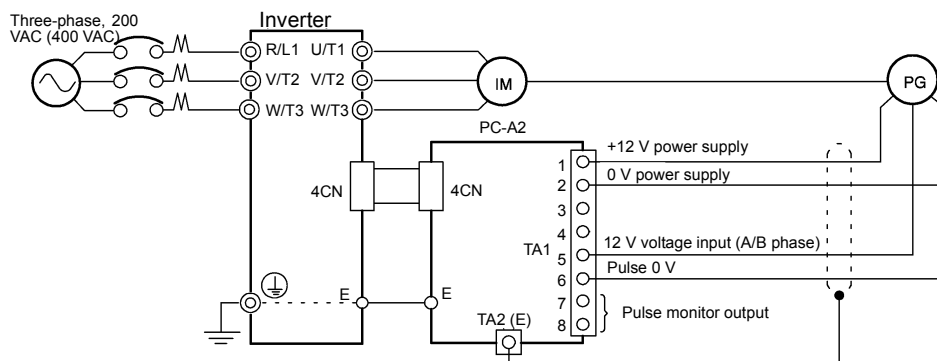 Three-phase, 200
VAC (400 VAC)
Inverter
R/L1 U/T1
V/T2 V/T2
W/T3 W/T3
IM
PG
PC-A2
+12 V power supply
0 V power supply
12 V voltage input (A/B phase)
Pulse 0 V
Pulse monitor output
4CN
4CN
1
2
3
4
TA1
5
6
7
8
E
E
TA2 (E)